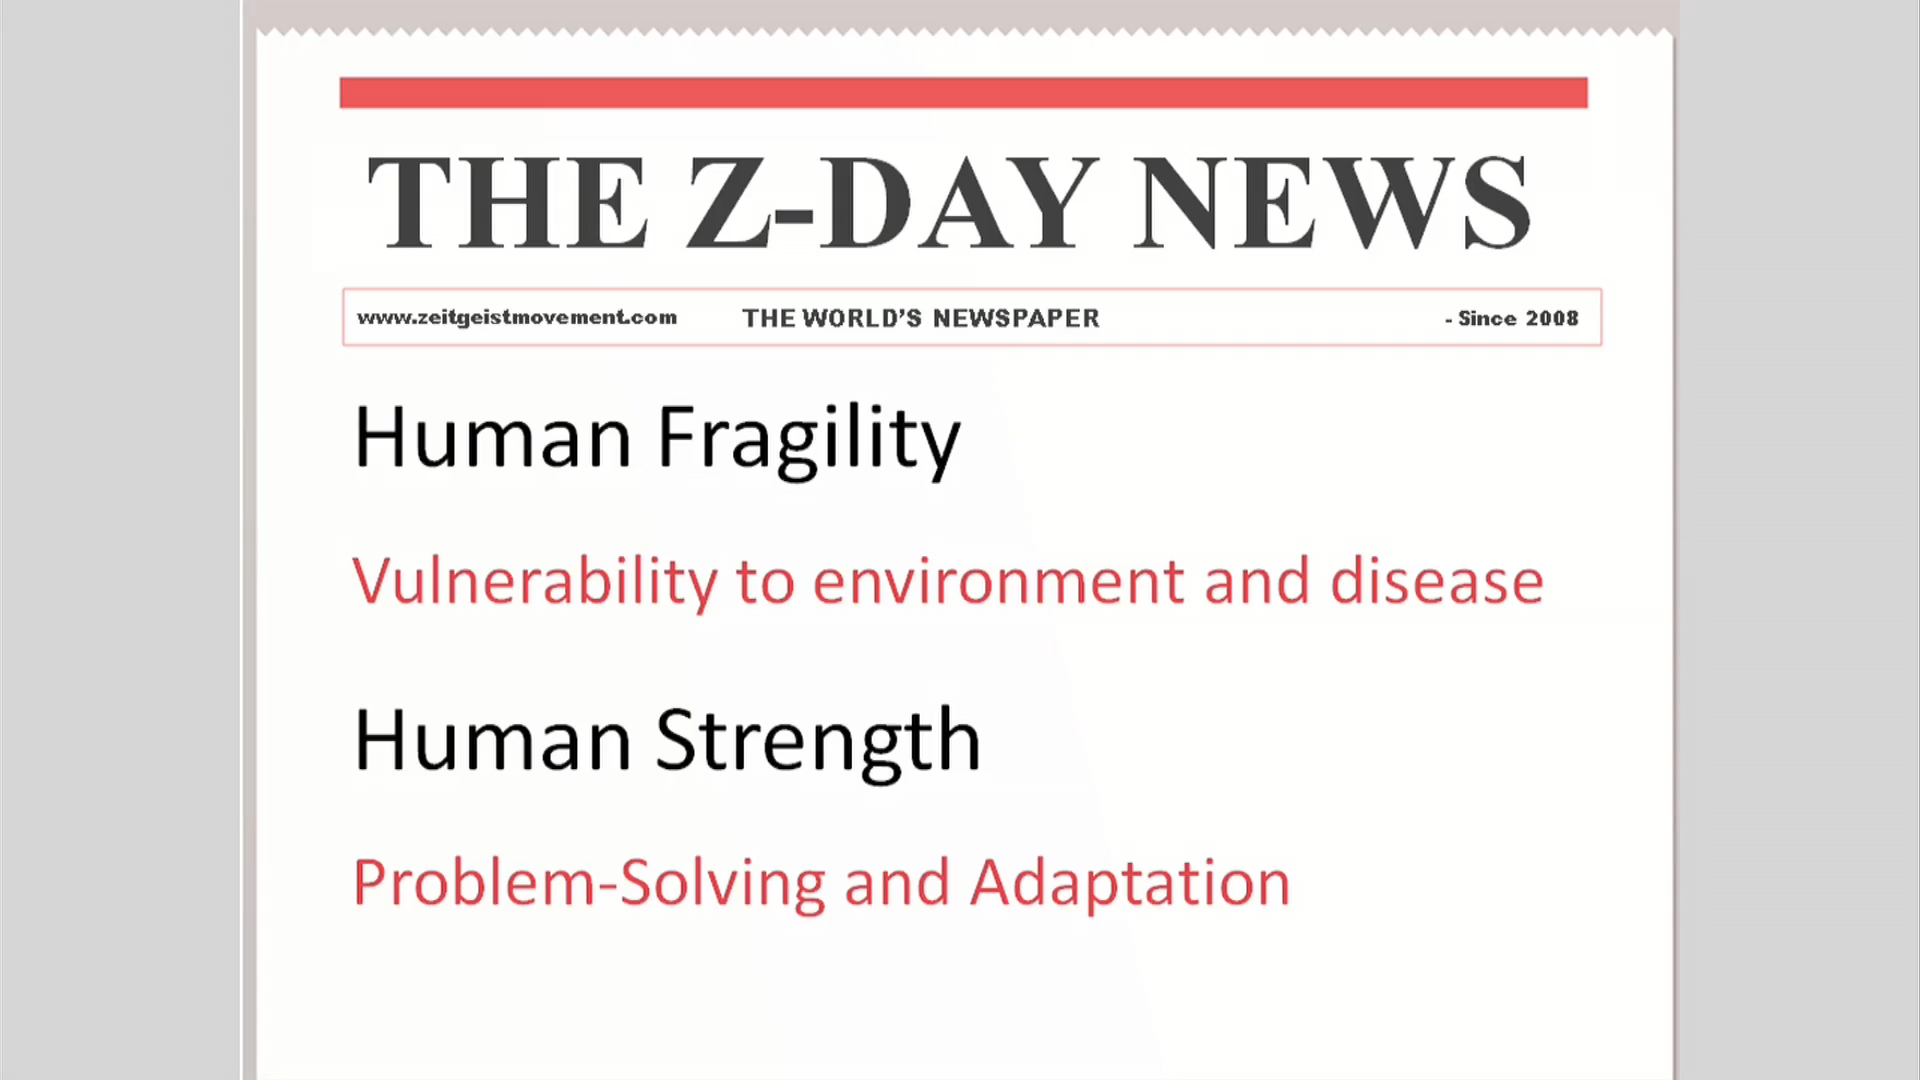 THE Z-DAY NEWS
www.zeitgeistmovement.com THE WORLD'S NEWSPAPER - Since 2008
Human Fragility
Vulnerability to environment and disease
Human Strength
Problem-Solving and Adaptation